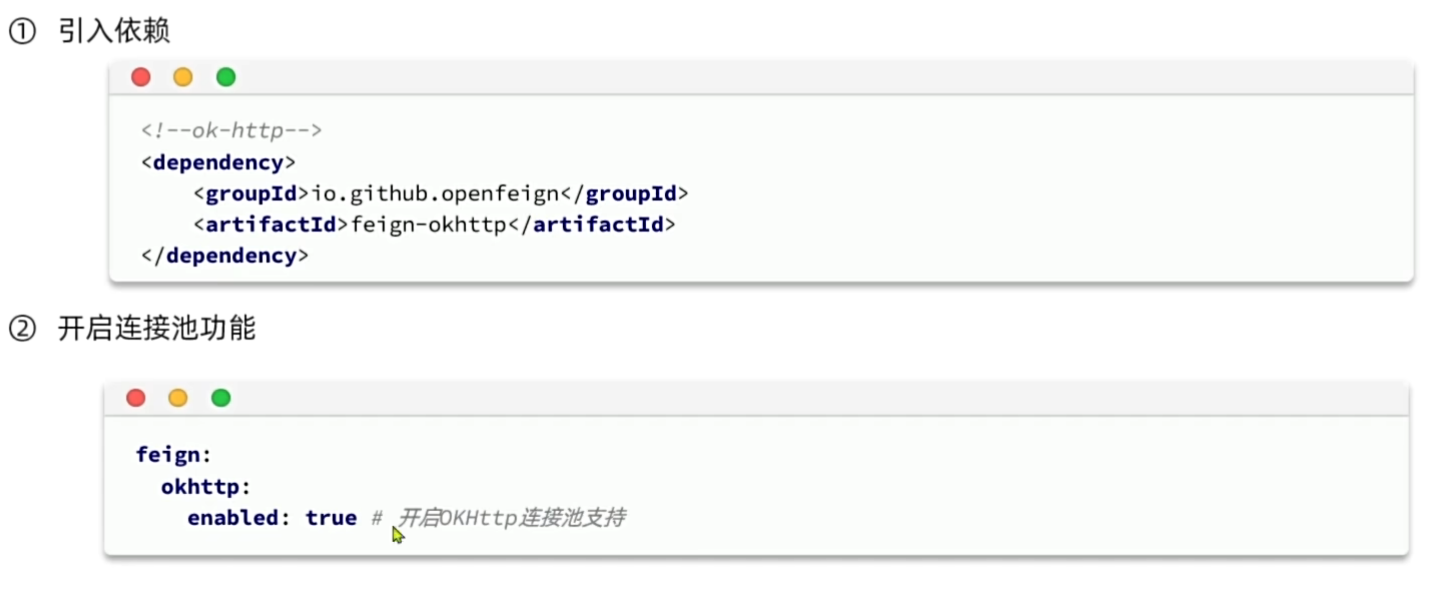 ① 引入依赖
<!--ok-http-->
<dependency>
    <groupId>io.github.openfeign</groupId>
    <artifactId>feign-okhttp</artifactId>
</dependency>
② 开启连接池功能
feign:
  okhttp:
    enabled: true # 开启OKHttp连接池支持